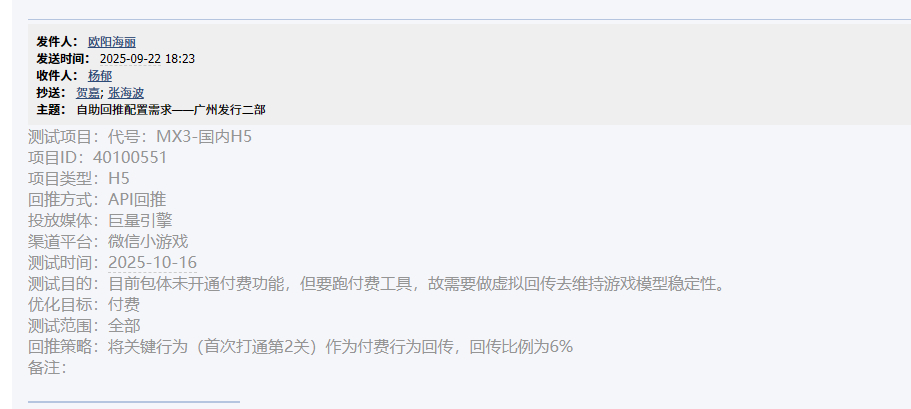 发件人： 欧阳海丽
发送时间： 2025-09-22 18:23
收件人： 杨郁
抄送： 贺嘉; 张海波
主题： 自助回推配置需求——广州发行二部
测试项目：代号：MX3-国内H5
项目ID：40100551
项目类型：H5
回推方式：API回推
投放媒体：巨量引擎
渠道平台：微信小游戏
测试时间：2025-10-16
测试目的：目前包体未开通付费功能，但要跑付费工具，故需要做虚拟回传去维持游戏模型稳定性。
优化目标：付费
测试范围：全部
回推策略：将关键行为（首次打通第2关）作为付费行为回传，回传比例为6%
备注：